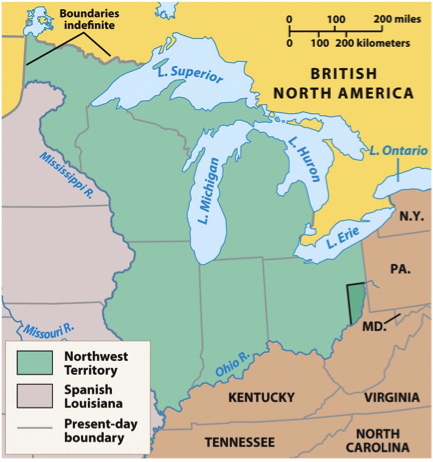 Boundaries
indefinite
0 100 200 miles
0 100 200 kilometers
BRITISH
NORTH AMERICA
L. Superior
L. Huron
L. Ontario
L. Michigan
Mississippi R.
N.Y.
L. Erie
PA.
MD.
Missouri R.
Ohio R.
Northwest
Territory
Spanish
Louisiana
Present-day
boundary
KENTUCKY
VIRGINIA
TENNESSEE
NORTH
CAROLINA